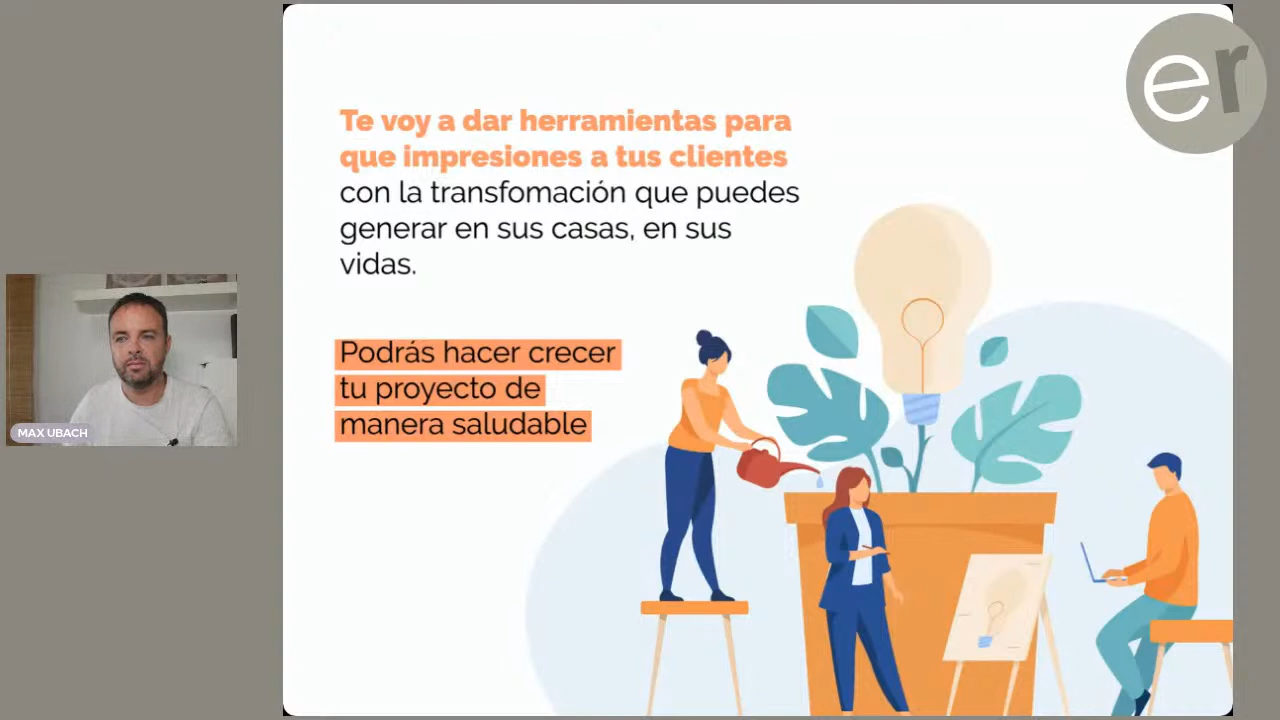 Te voy a dar herramientas para
que impresiones a tus clientes
con la transfomación que puedes
generar en sus casas, en sus
vidas.
Podrás hacer crecer
tu proyecto de
manera saludable
MAX UBACH
er